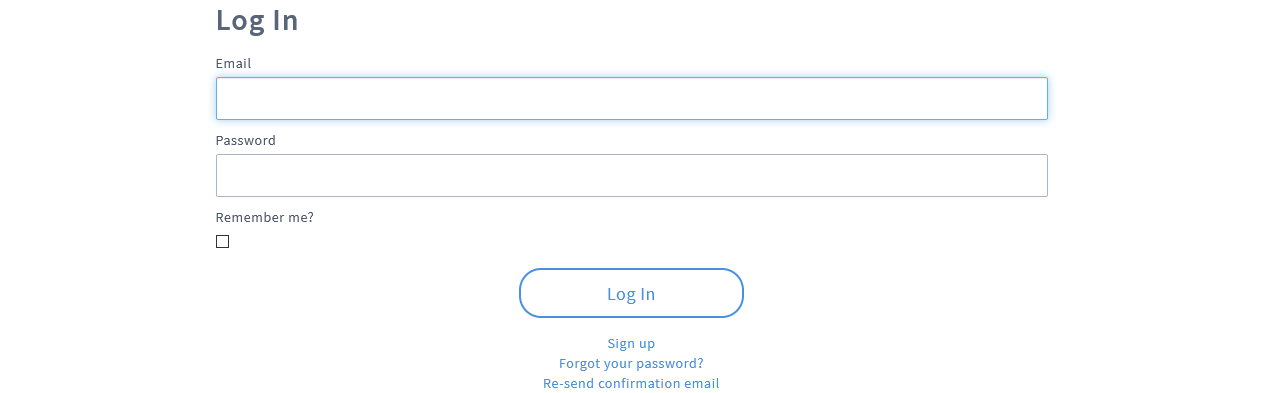 Log In
Email
Password
Remember me?
Log In
Sign up
Forgot your password?
Re-send confirmation email